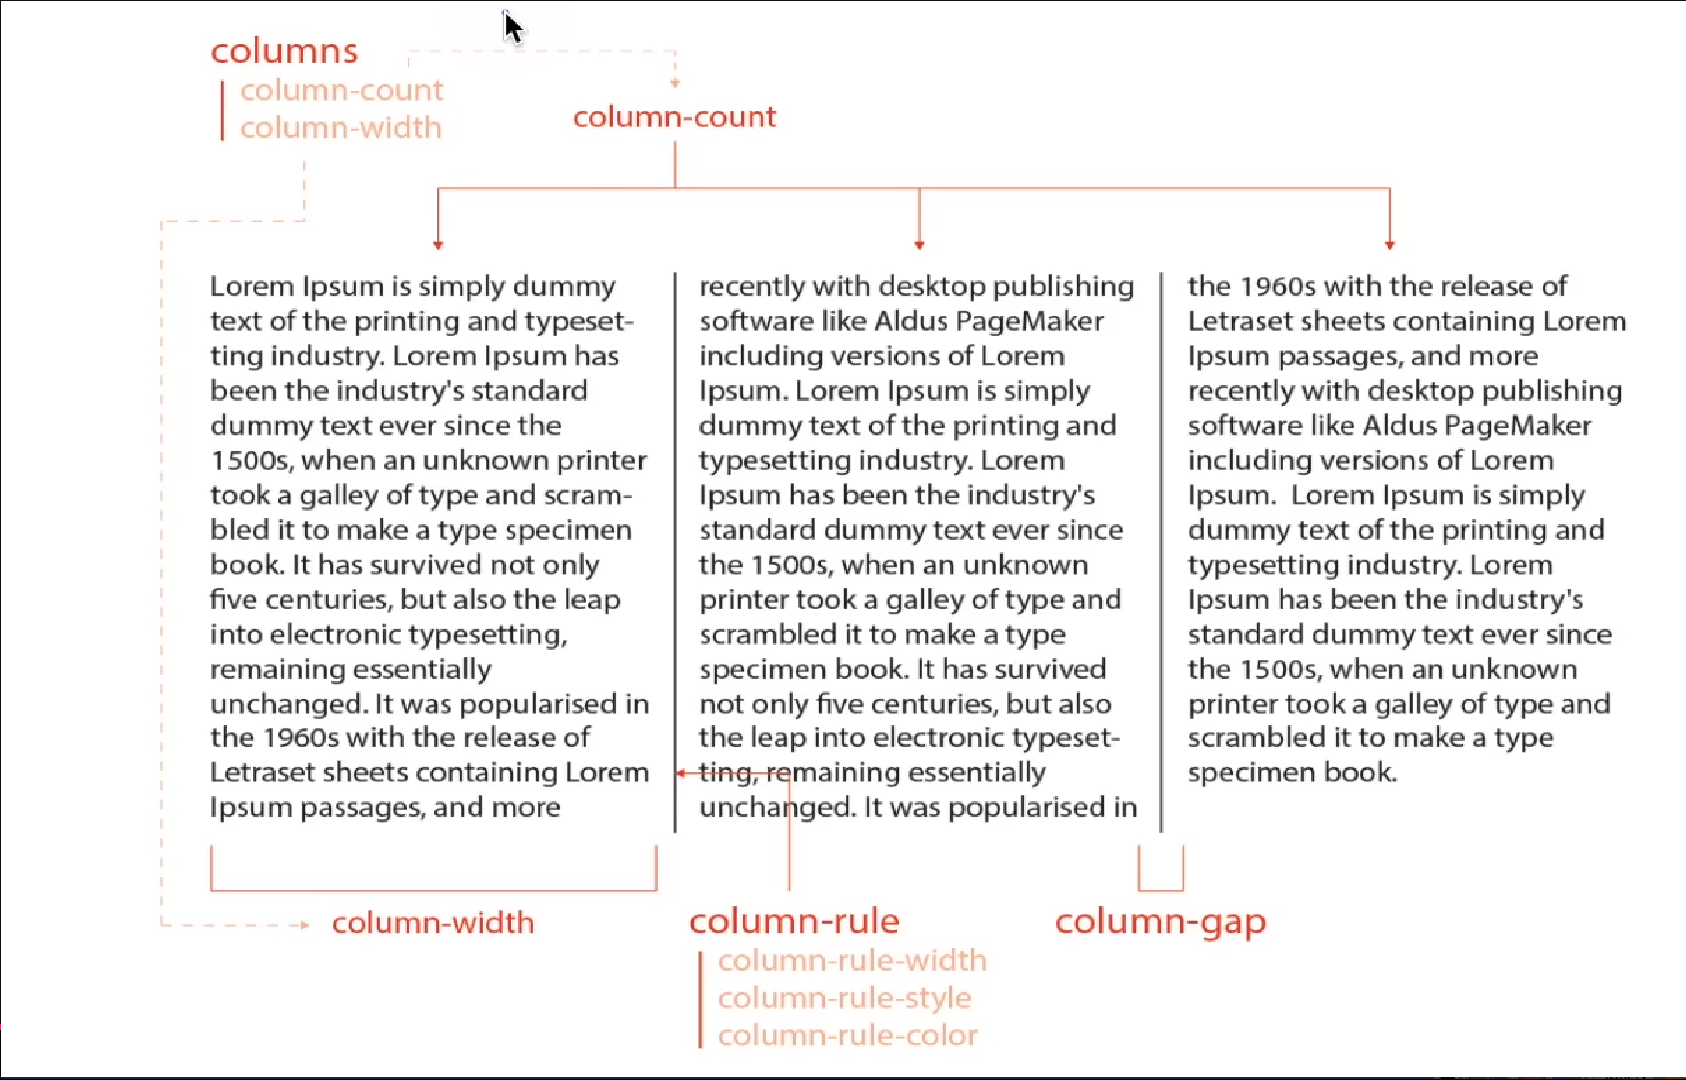 columns
column-count
column-width
column-count
Lorem Ipsum is simply dummy
text of the printing and typeset-
ting industry. Lorem Ipsum has
been the industry's standard
dummy text ever since the
1500s, when an unknown printer
took a galley of type and scram-
bled it to make a type specimen
book. It has survived not only
five centuries, but also the leap
into electronic typesetting,
remaining essentially
unchanged. It was popularised in
the 1960s with the release of
Letraset sheets containing Lorem
Ipsum passages, and more
recently with desktop publishing
software like Aldus PageMaker
including versions of Lorem
Ipsum. Lorem Ipsum is simply
dummy text of the printing and
typesetting industry. Lorem
Ipsum has been the industry's
standard dummy text ever since
the 1500s, when an unknown
printer took a galley of type and
scrambled it to make a type
specimen book. It has survived
not only five centuries, but also
the leap into electronic typeset-
ting, remaining essentially
unchanged. It was popularised in
the 1960s with the release of
Letraset sheets containing Lorem
Ipsum passages, and more
recently with desktop publishing
software like Aldus PageMaker
including versions of Lorem
Ipsum.  Lorem Ipsum is simply
dummy text of the printing and
typesetting industry. Lorem
Ipsum has been the industry's
standard dummy text ever since
the 1500s, when an unknown
printer took a galley of type and
scrambled it to make a type
specimen book.
column-width
column-rule
column-rule-width
column-rule-style
column-rule-color
column-gap